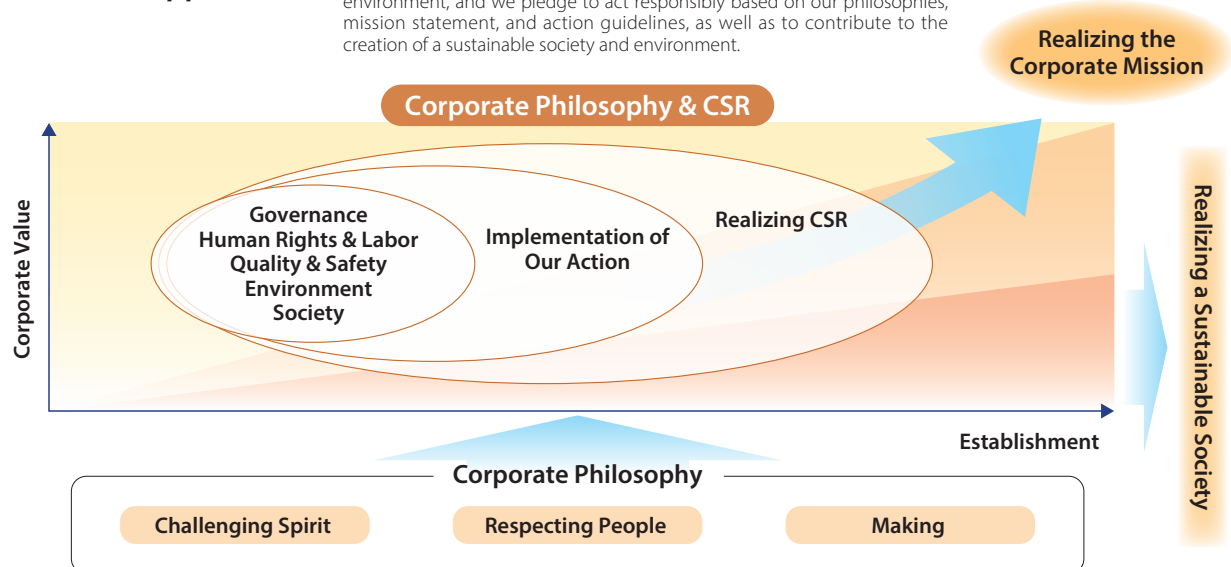 environment, and we pledge to act responsibly based on our philosophies,
mission statement, and action guidelines, as well as to contribute to the
creation of a sustainable society and environment.
Realizing the
Corporate Mission
Corporate Philosophy & CSR
Corporate Value
Governance
Human Rights & Labor
Quality & Safety
Environment
Society
Implementation of
Our Action
Realizing CSR
Realizing a Sustainable Society
Establishment
Corporate Philosophy
Challenging Spirit
Respecting People
Making